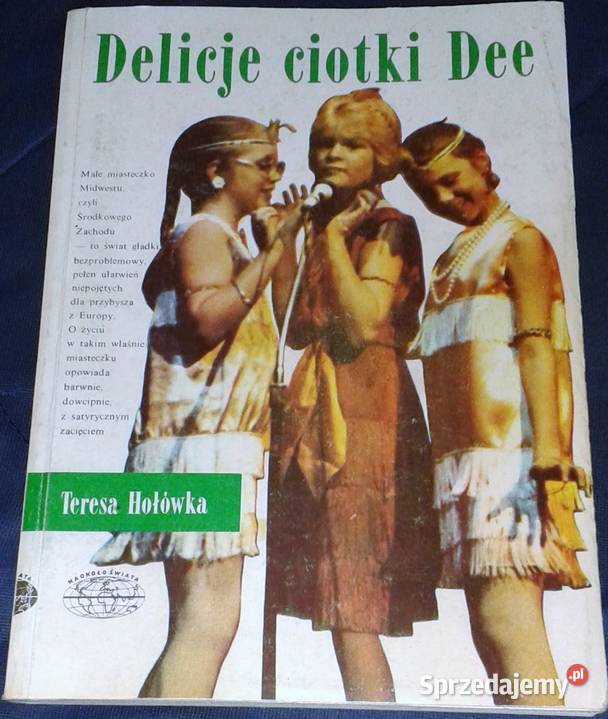 Delicje ciotki Dee
Małe miasteczko
Midwestu,
czyli
Środkowego
Zachodu
— to świat gładki
bezproblemowy,
pełen ułatwień
niepojętych
dla przybysza
z Europy.
O życiu
w takim właśnie
miasteczku
opowiada
barwnie,
dowcipnie,
z satyrycznym
zacięciem
Teresa Hołówka
NAOKOŁO ŚWIATA
ATA
Sprzedajemy.pl